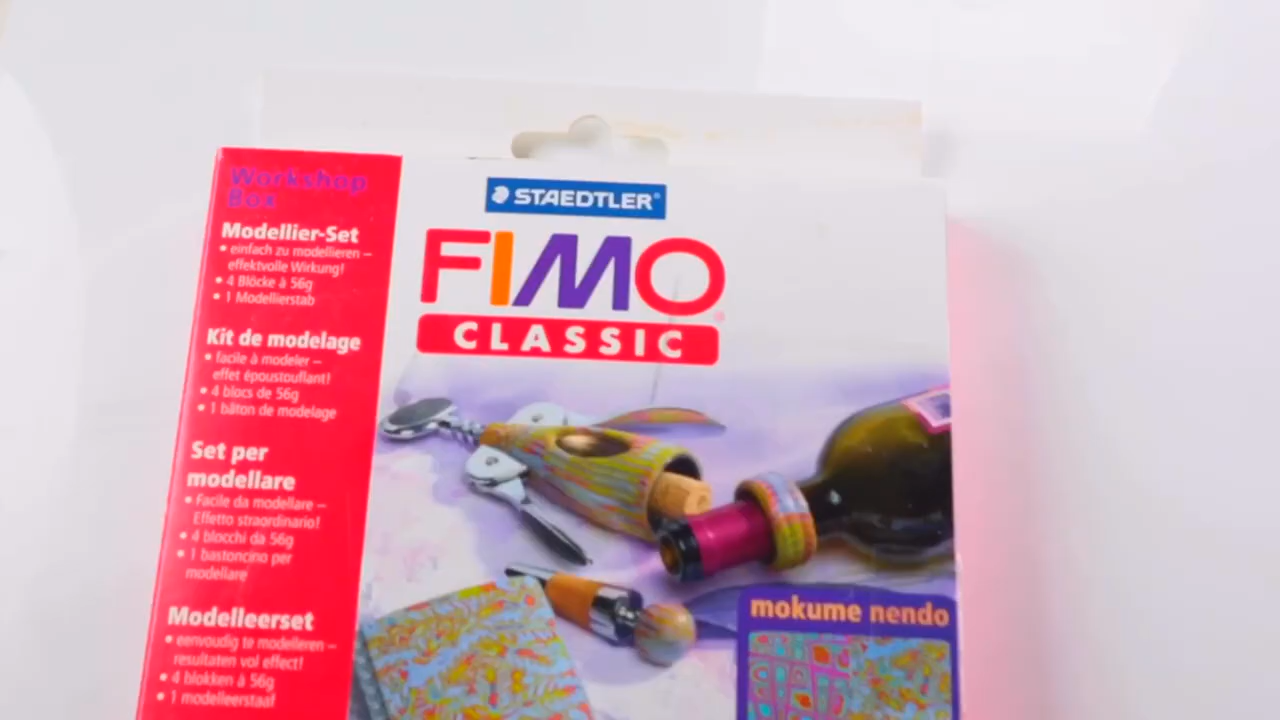 Workshop
Box
Modellier-Set
• einfach zu modellieren –
effektvolle Wirkung!
• 4 Blöcke à 56g
• 1 Modellierstab
Kit de modelage
• facile à modeler –
effet époustouflant!
• 4 blocs de 56g
• 1 bâton de modelage
Set per
modellare
• Facile da modellare –
Effetto straordinario!
• 4 blocchi da 56g
• 1 bastoncino per
modellare
Modelleerset
• eenvoudig te modelleren –
resultaten vol effect!
• 4 blokken à 56g
• 1 modelleerstaaf
STAEDTLER®
FIMO®
CLASSIC
mokume nendo